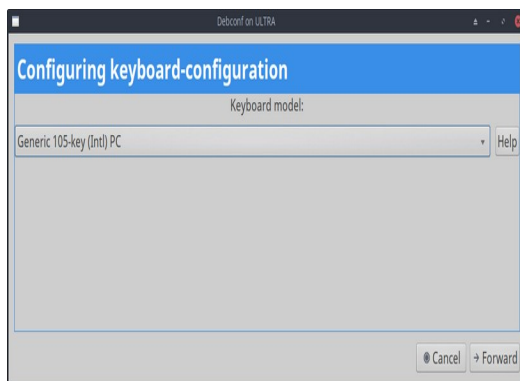 Debconf on ULTRA
Configuring keyboard-configuration
Keyboard model:
Generic 105-key (Intl) PC
Help
Cancel
Forward